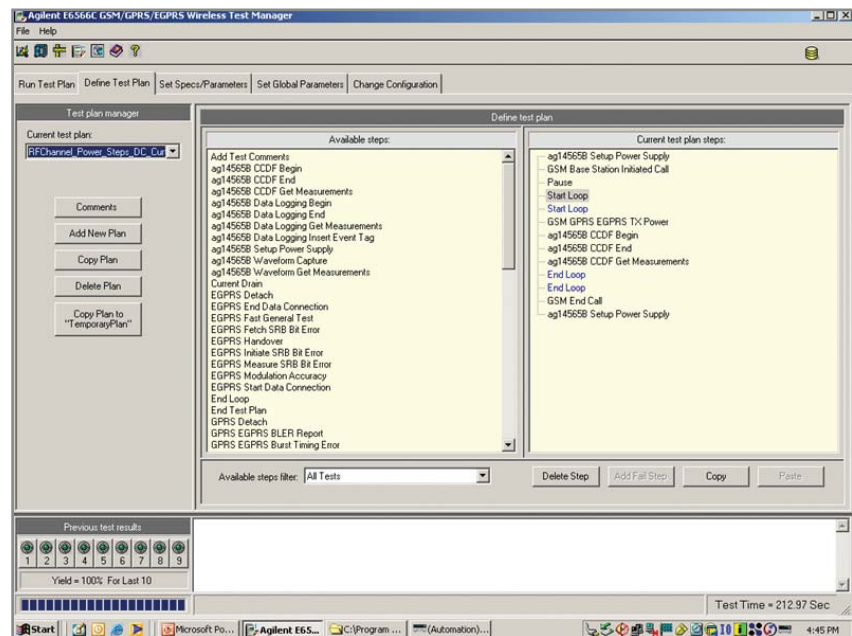 Agilent E6566C GSM/GPRS/EGPRS Wireless Test Manager
File Help
Run Test Plan Define Test Plan Set Specs/Parameters Set Global Parameters Change Configuration
Test plan manager
Current test plan:
RFChannel_Power_Steps_DC_Cur
Comments
Add New Plan
Copy Plan
Delete Plan
Copy Plan to
"TemporaryPlan"
Define test plan
Available steps:
Add Test Comments
ag14565B CCDF Begin
ag14565B CCDF End
ag14565B CCDF Get Measurements
ag14565B Data Logging Begin
ag14565B Data Logging End
ag14565B Data Logging Get Measurements
ag14565B Data Logging Insert Event Tag
ag14565B Setup Power Supply
ag14565B Waveform Capture
ag14565B Waveform Get Measurements
Current Drain
EGPRS Detach
EGPRS End Data Connection
EGPRS Fast General Test
EGPRS Fetch SRB Bit Error
EGPRS Handover
EGPRS Initiate SRB Bit Error
EGPRS Measure SRB Bit Error
EGPRS Modulation Accuracy
EGPRS Start Data Connection
End Loop
End Test Plan
GPRS Detach
GPRS EGPRS BLER Report
GPRS EGPRS Burst Timing Error
Current test plan steps:
ag14565B Setup Power Supply
GSM Base Station Initiated Call
Pause
Start Loop
Start Loop
GSM GPRS EGPRS TX Power
ag14565B CCDF Begin
ag14565B CCDF End
ag14565B CCDF Get Measurements
End Loop
End Loop
GSM End Call
ag14565B Setup Power Supply
Available steps filter: All Tests
Delete Step Add Fail Step Copy Paste
Previous test results
1 2 3 4 5 6 7 8 9
Yield = 100% For Last 10
Test Time = 212.97 Sec
Start Microsoft Po... Agilent E65... C:\Program ... (Automation)... 4:45 PM